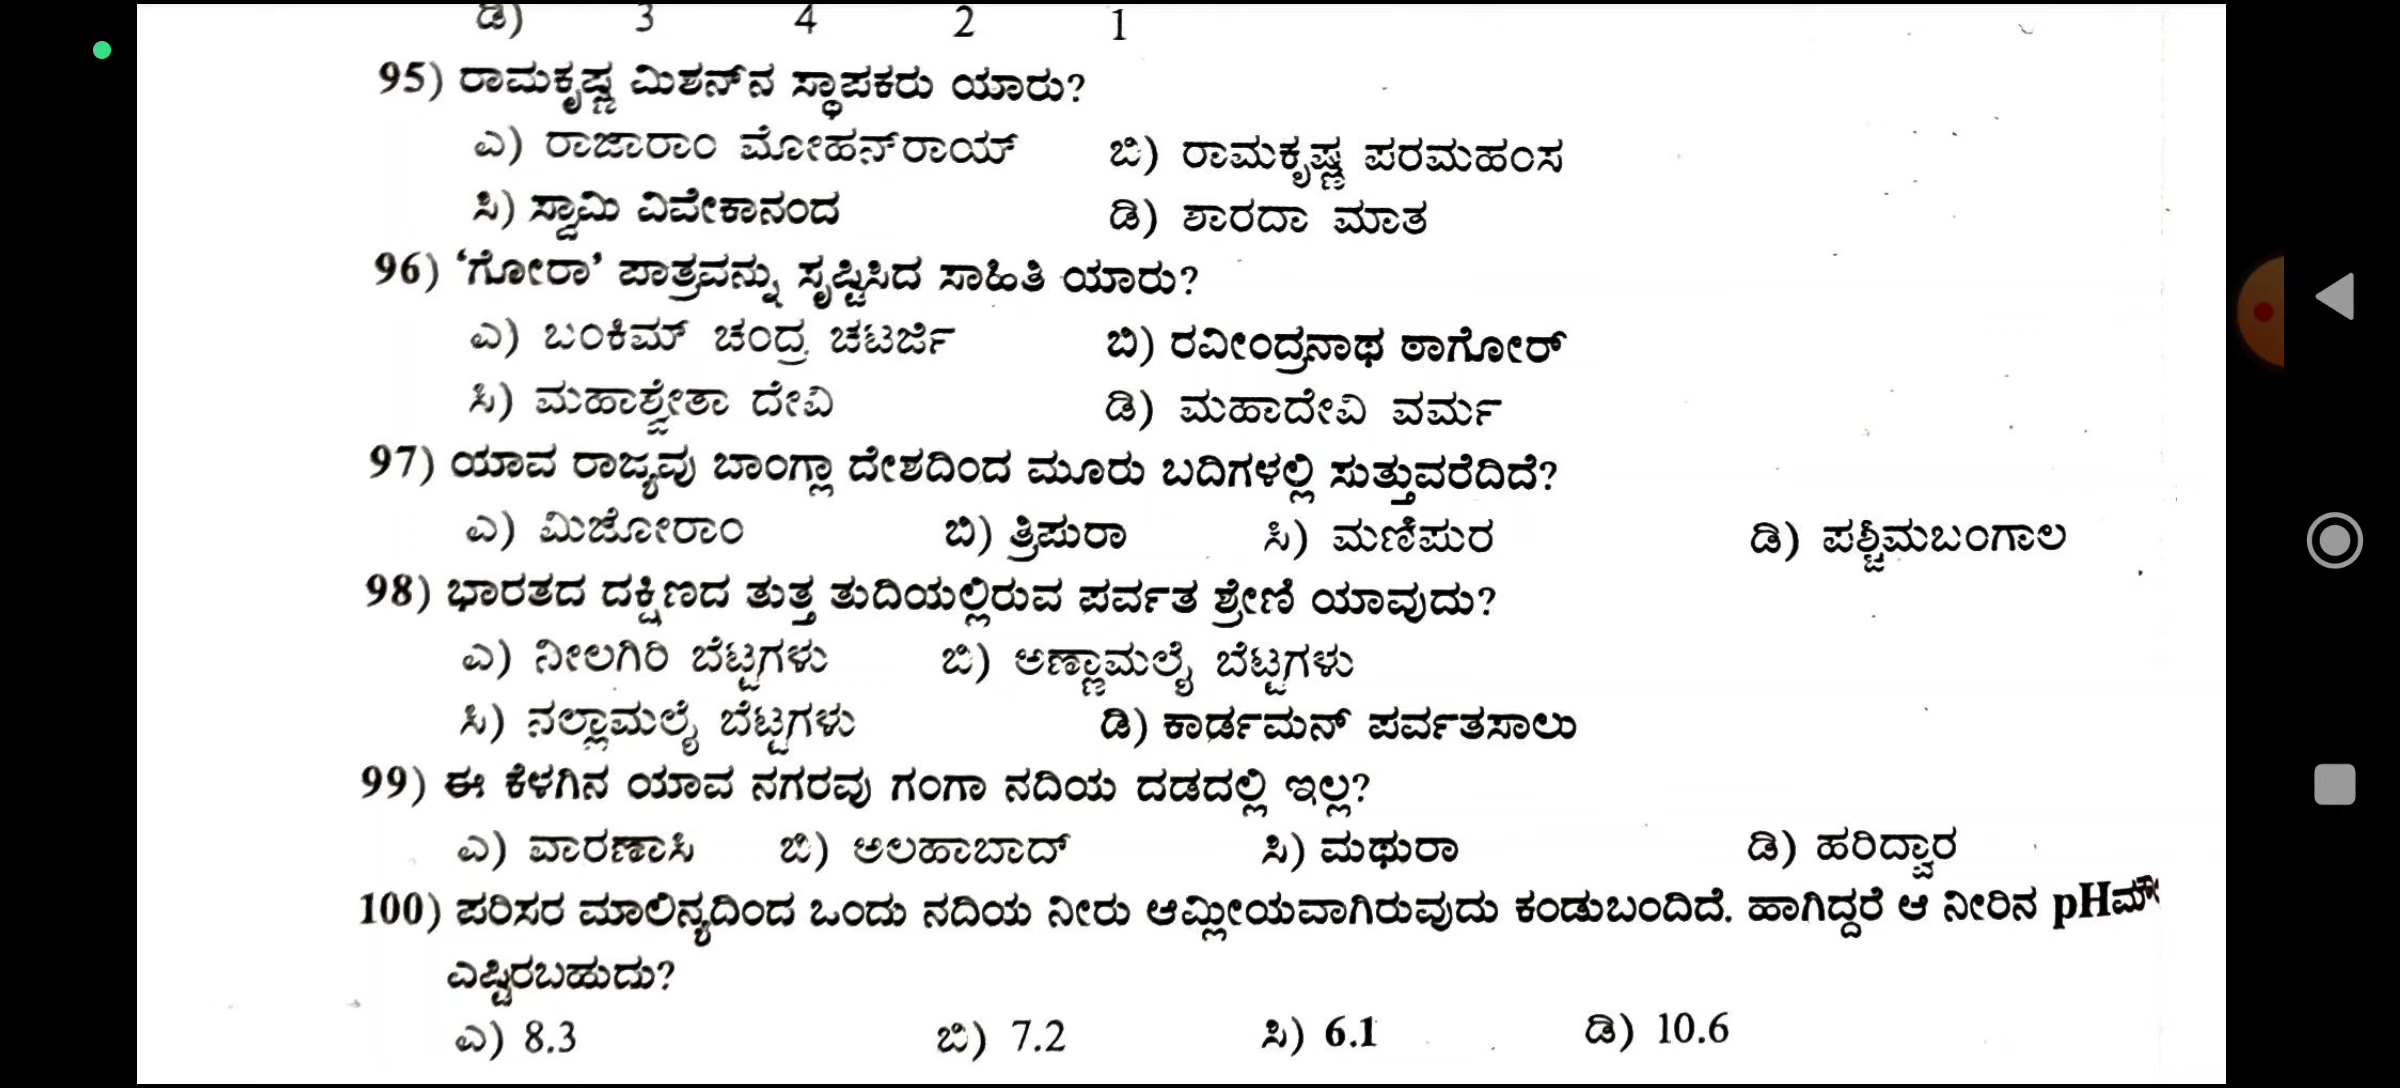 ಡಿ) 3 4 2 1
95) ರಾಮಕೃಷ್ಣ ಮಿಶನ್‌ನ ಸ್ಥಾಪಕರು ಯಾರು?
ಎ) ರಾಜಾರಾಂ ಮೋಹನ್‌ರಾಯ್ ಬಿ) ರಾಮಕೃಷ್ಣ ಪರಮಹಂಸ
ಸಿ) ಸ್ವಾಮಿ ವಿವೇಕಾನಂದ ಡಿ) ಶಾರದಾ ಮಾತ
96) ‘ಗೋರಾ’ ಪಾತ್ರವನ್ನು ಸೃಷ್ಟಿಸಿದ ಸಾಹಿತಿ ಯಾರು?
ಎ) ಬಂಕಿಮ್ ಚಂದ್ರ ಚಟರ್ಜಿ ಬಿ) ರವೀಂದ್ರನಾಥ ಠಾಗೋರ್
ಸಿ) ಮಹಾಶ್ವೇತಾ ದೇವಿ ಡಿ) ಮಹಾದೇವಿ ವರ್ಮ
97) ಯಾವ ರಾಜ್ಯವು ಬಾಂಗ್ಲಾ ದೇಶದಿಂದ ಮೂರು ಬದಿಗಳಲ್ಲಿ ಸುತ್ತುವರೆದಿದೆ?
ಎ) ಮಿಜೋರಾಂ ಬಿ) ತ್ರಿಪುರಾ ಸಿ) ಮಣಿಪುರ ಡಿ) ಪಶ್ಚಿಮಬಂಗಾಲ
98) ಭಾರತದ ದಕ್ಷಿಣದ ತುತ್ತ ತುದಿಯಲ್ಲಿರುವ ಪರ್ವತ ಶ್ರೇಣಿ ಯಾವುದು?
ಎ) ನೀಲಗಿರಿ ಬೆಟ್ಟಗಳು ಬಿ) ಅಣ್ಣಾಮಲೈ ಬೆಟ್ಟಗಳು
ಸಿ) ನಲ್ಲಾಮಲೈ ಬೆಟ್ಟಗಳು ಡಿ) ಕಾರ್ಡಮನ್ ಪರ್ವತಸಾಲು
99) ಈ ಕೆಳಗಿನ ಯಾವ ನಗರವು ಗಂಗಾ ನದಿಯ ದಡದಲ್ಲಿ ಇಲ್ಲ?
ಎ) ವಾರಣಾಸಿ ಬಿ) ಅಲಹಾಬಾದ್ ಸಿ) ಮಥುರಾ ಡಿ) ಹರಿದ್ವಾರ
100) ಪರಿಸರ ಮಾಲಿನ್ಯದಿಂದ ಒಂದು ನದಿಯ ನೀರು ಆಮ್ಲೀಯವಾಗಿರುವುದು ಕಂಡುಬಂದಿದೆ. ಹಾಗಿದ್ದರೆ ಆ ನೀರಿನ
ಎಷ್ಟಿರಬಹುದು?
ಎ) 8.3 ಬಿ) 7.2 ಸಿ) 6.1 ಡಿ) 10.6